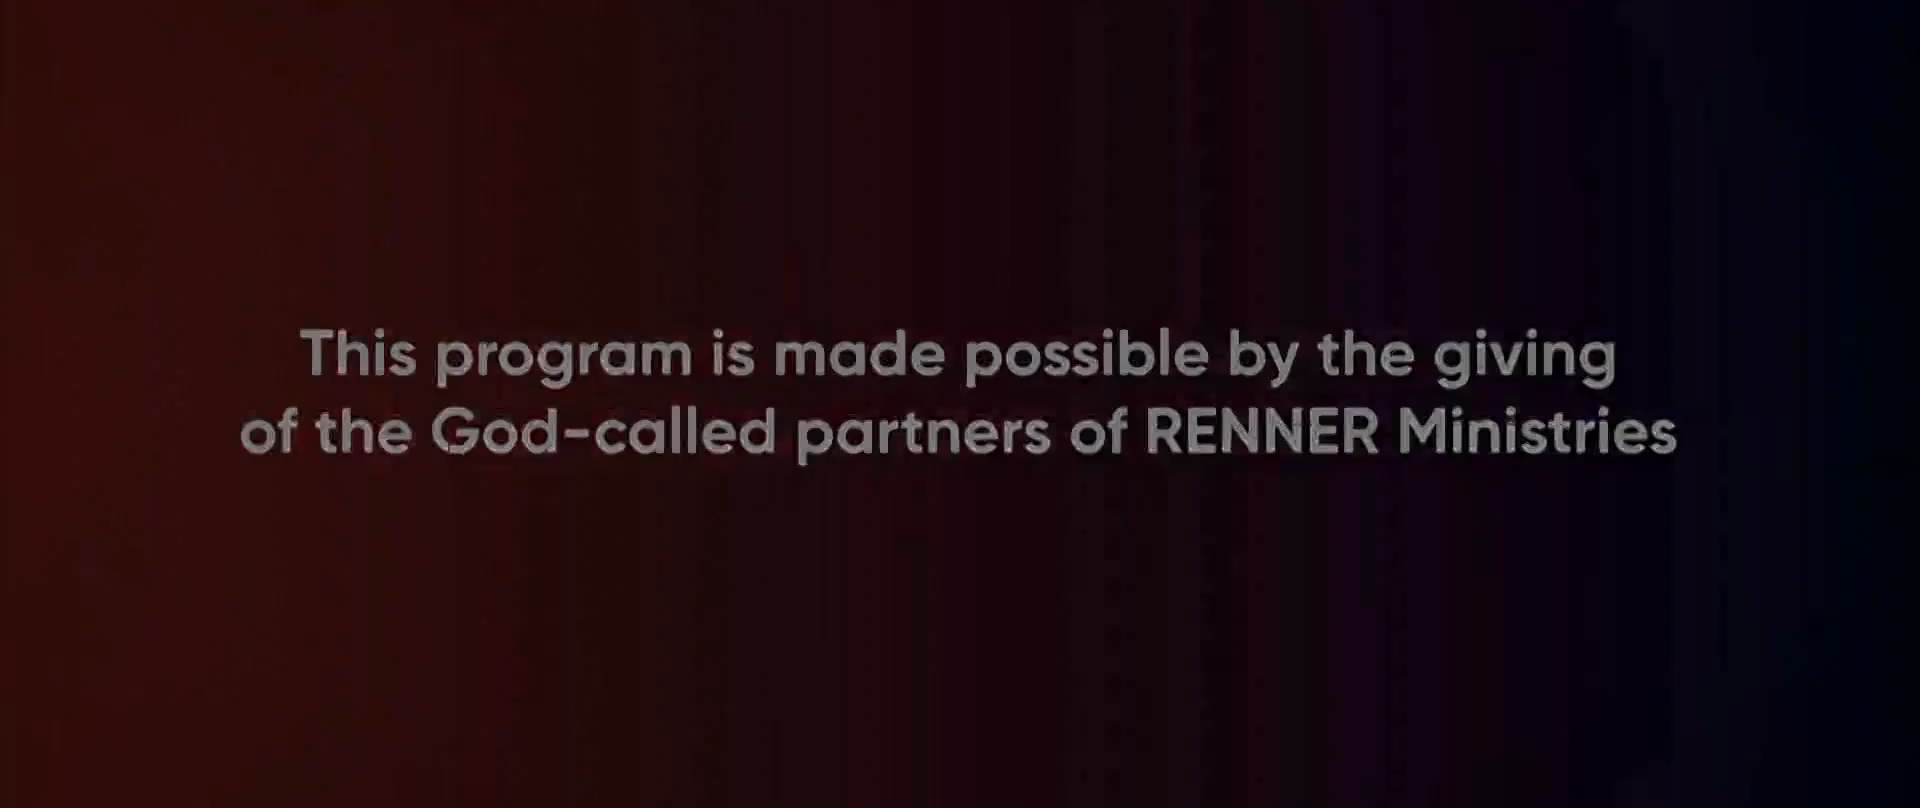 This program is made possible by the giving
of the God-called partners of RENNER Ministries